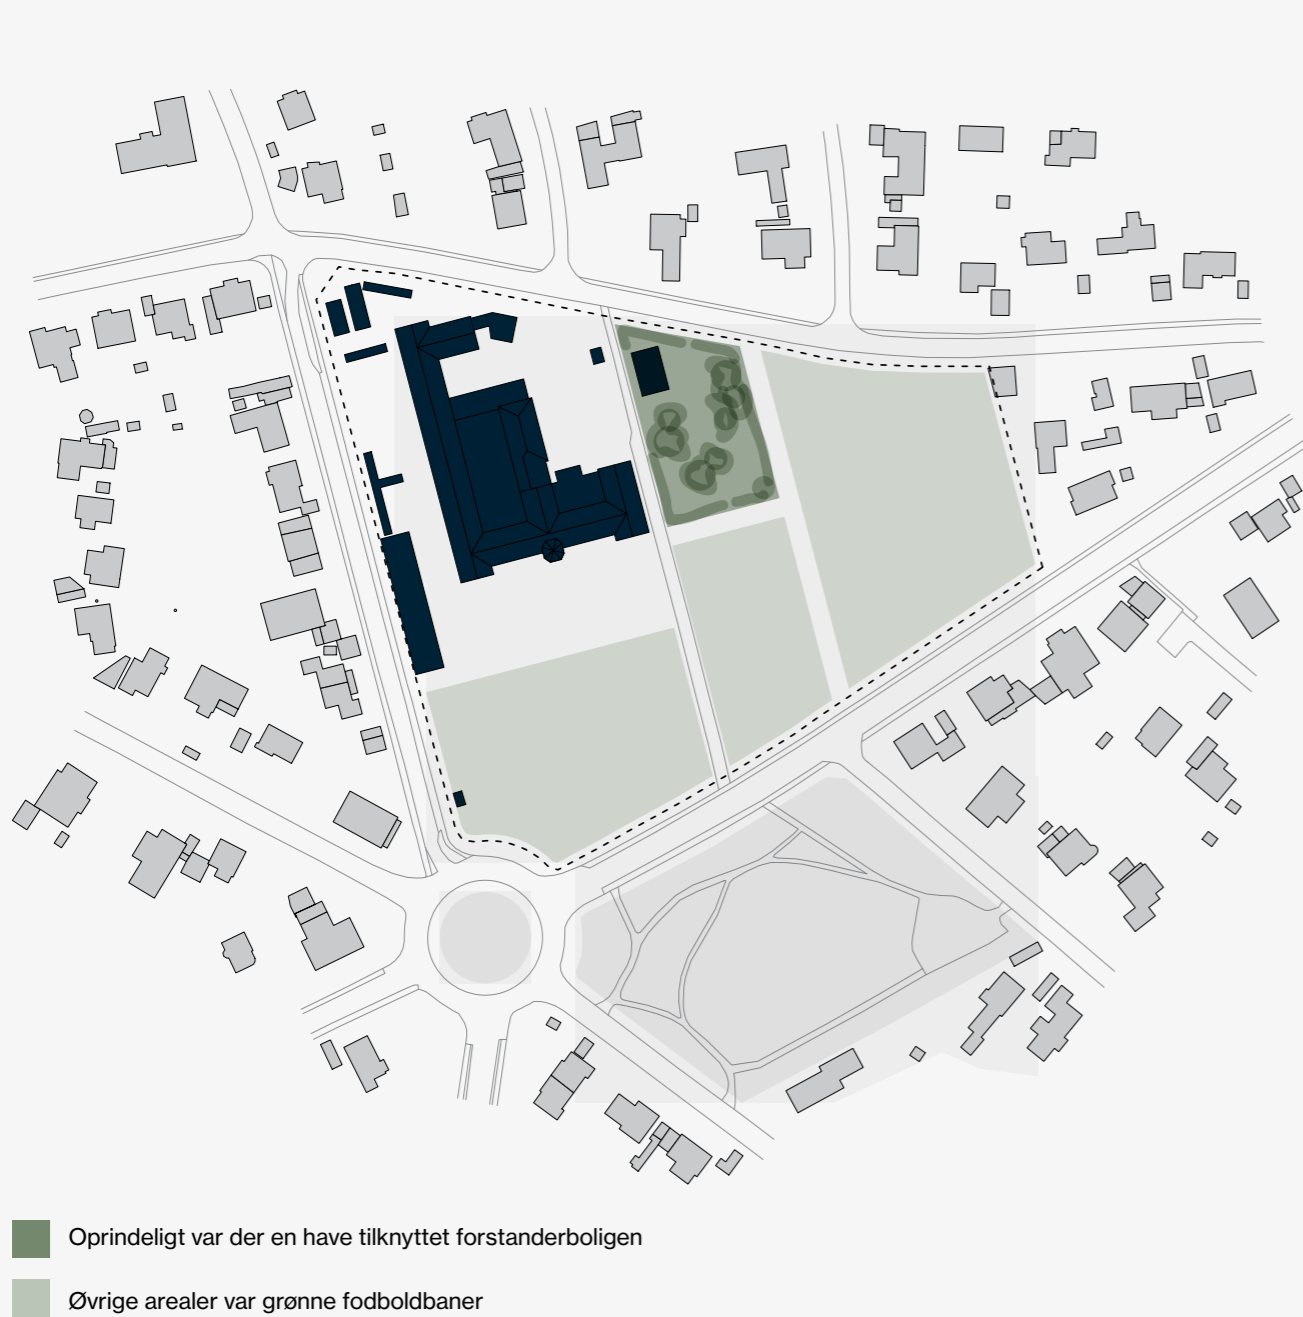 Oprindeligt var der en have tilknyttet forstanderboligen
Øvrige arealer var grønne fodboldbaner